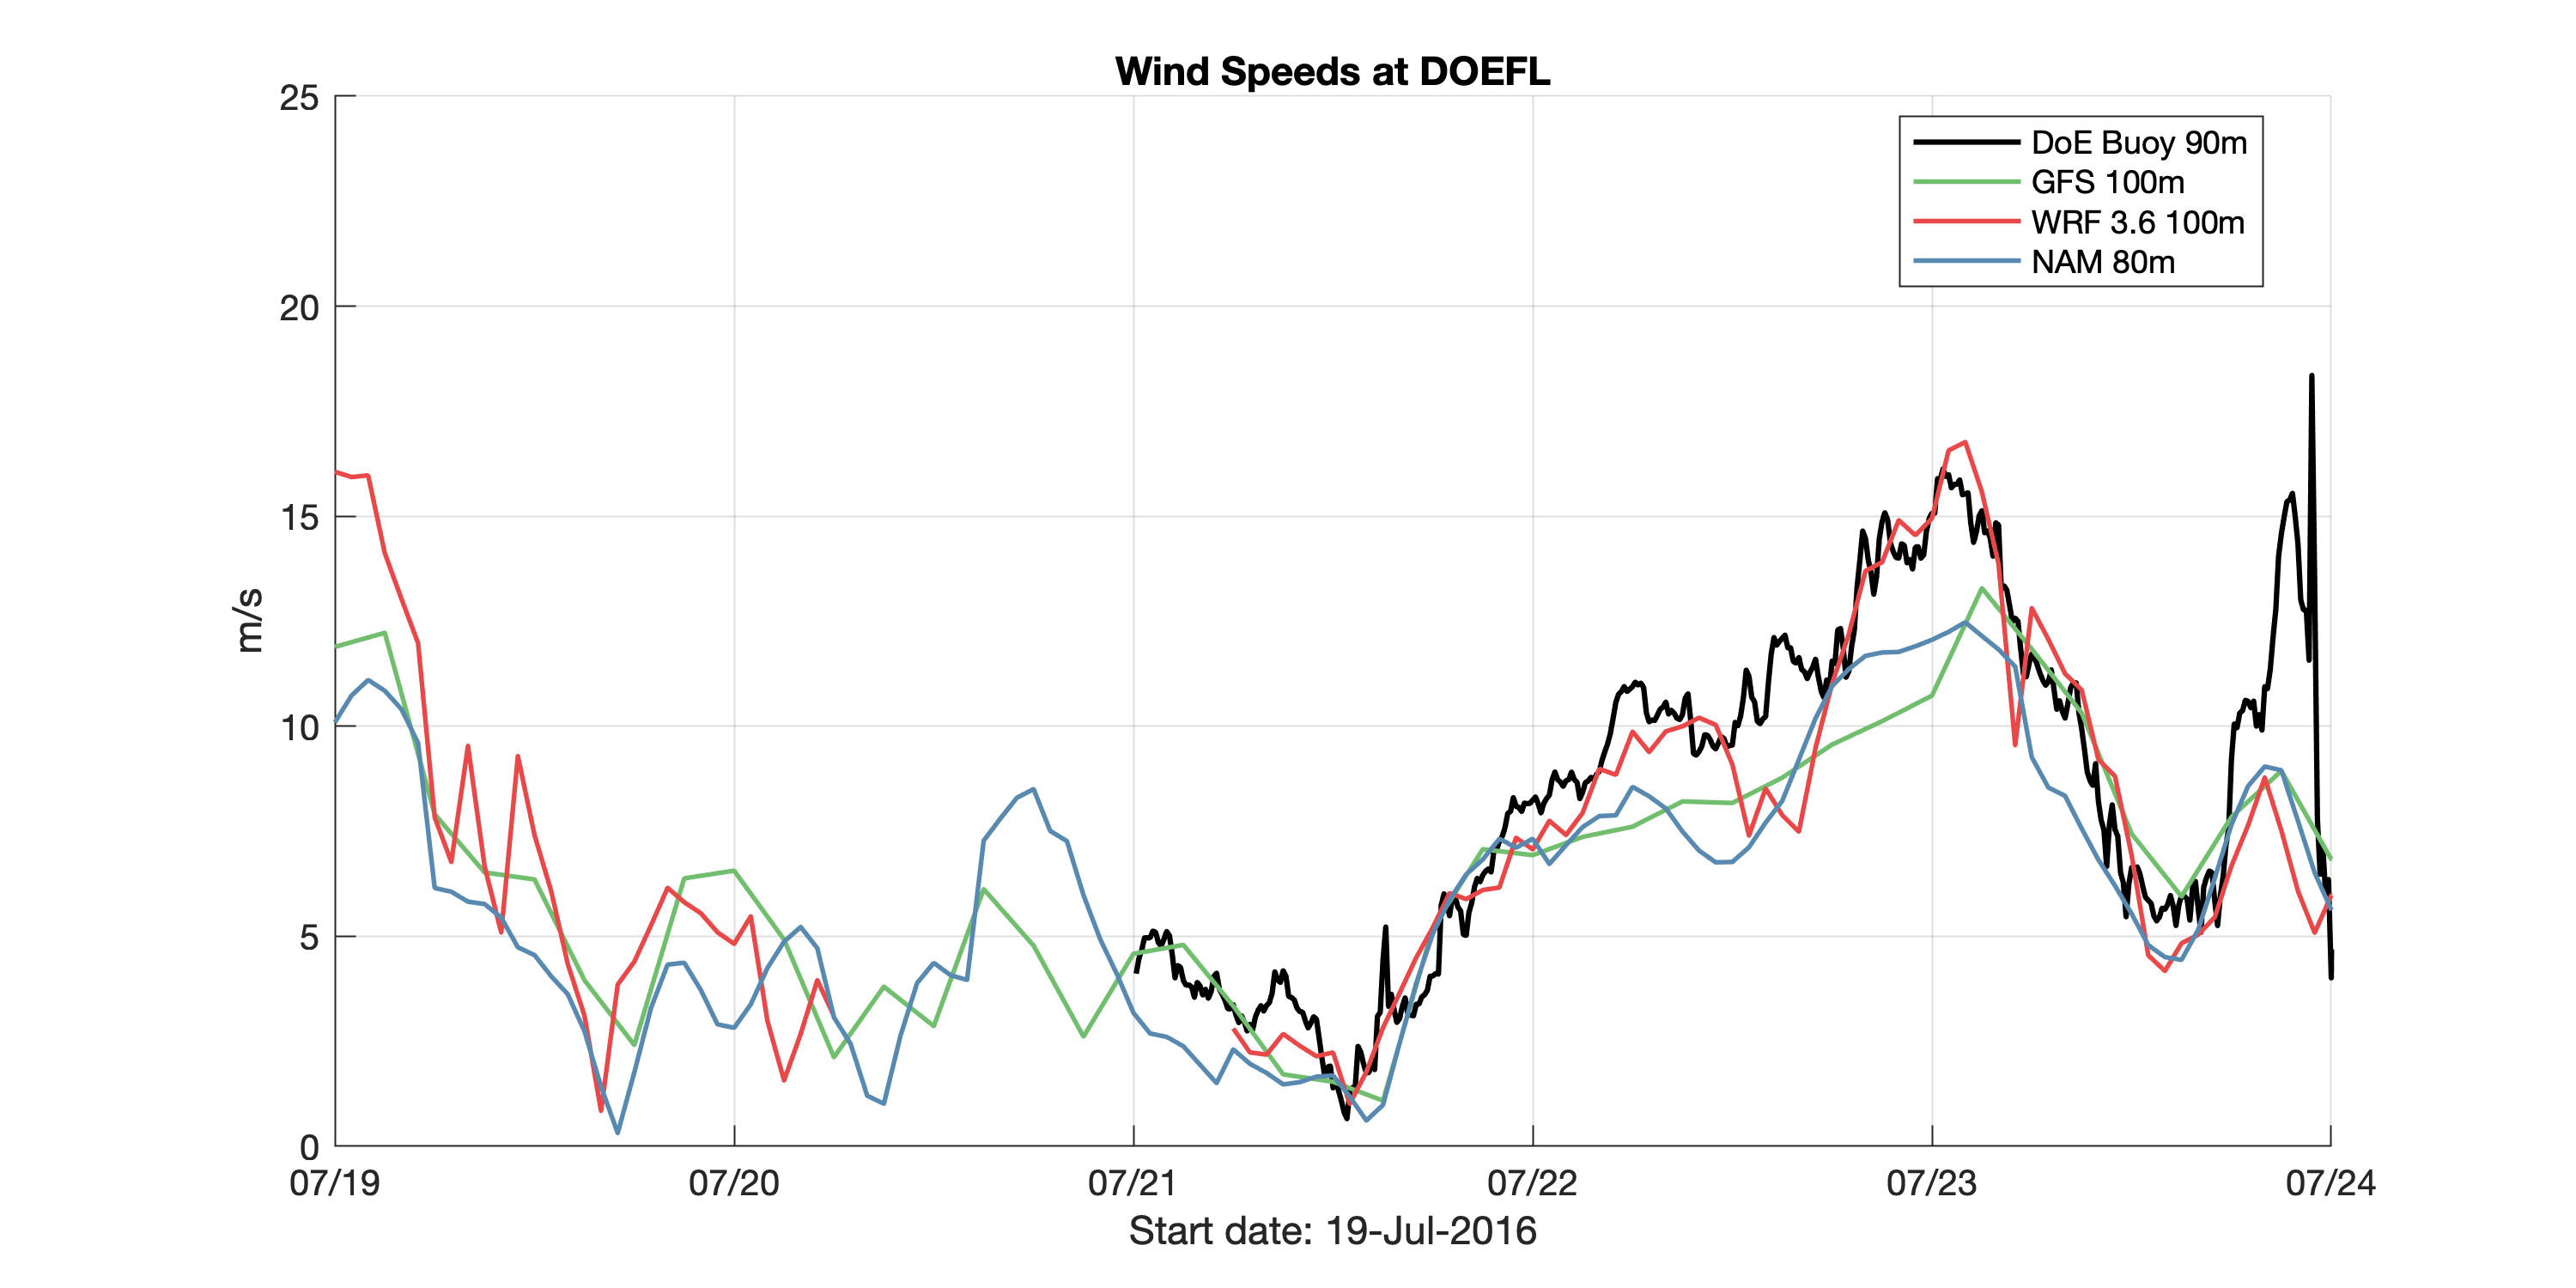 Wind Speeds at DOEFL
25
20
15
10
5
0
m/s
DoE Buoy 90m
GFS 100m
WRF 3.6 100m
NAM 80m
07/19
07/20
07/21
07/22
07/23
07/24
Start date: 19-Jul-2016